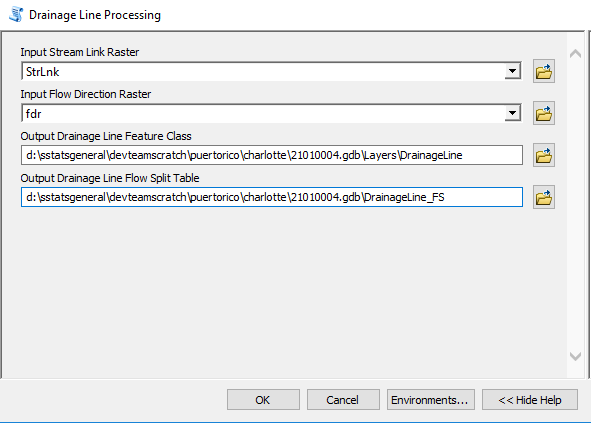 Drainage Line Processing
Input Stream Link Raster
StrLnk
Input Flow Direction Raster
fdr
Output Drainage Line Feature Class
d:\sstatsgeneral\devteamscratch\puertorico\charlotte\21010004.gdb\Layers\DrainageLine
Output Drainage Line Flow Split Table
d:\sstatsgeneral\devteamscratch\puertorico\charlotte\21010004.gdb\DrainageLine_FS
OK Cancel Environments... << Hide Help